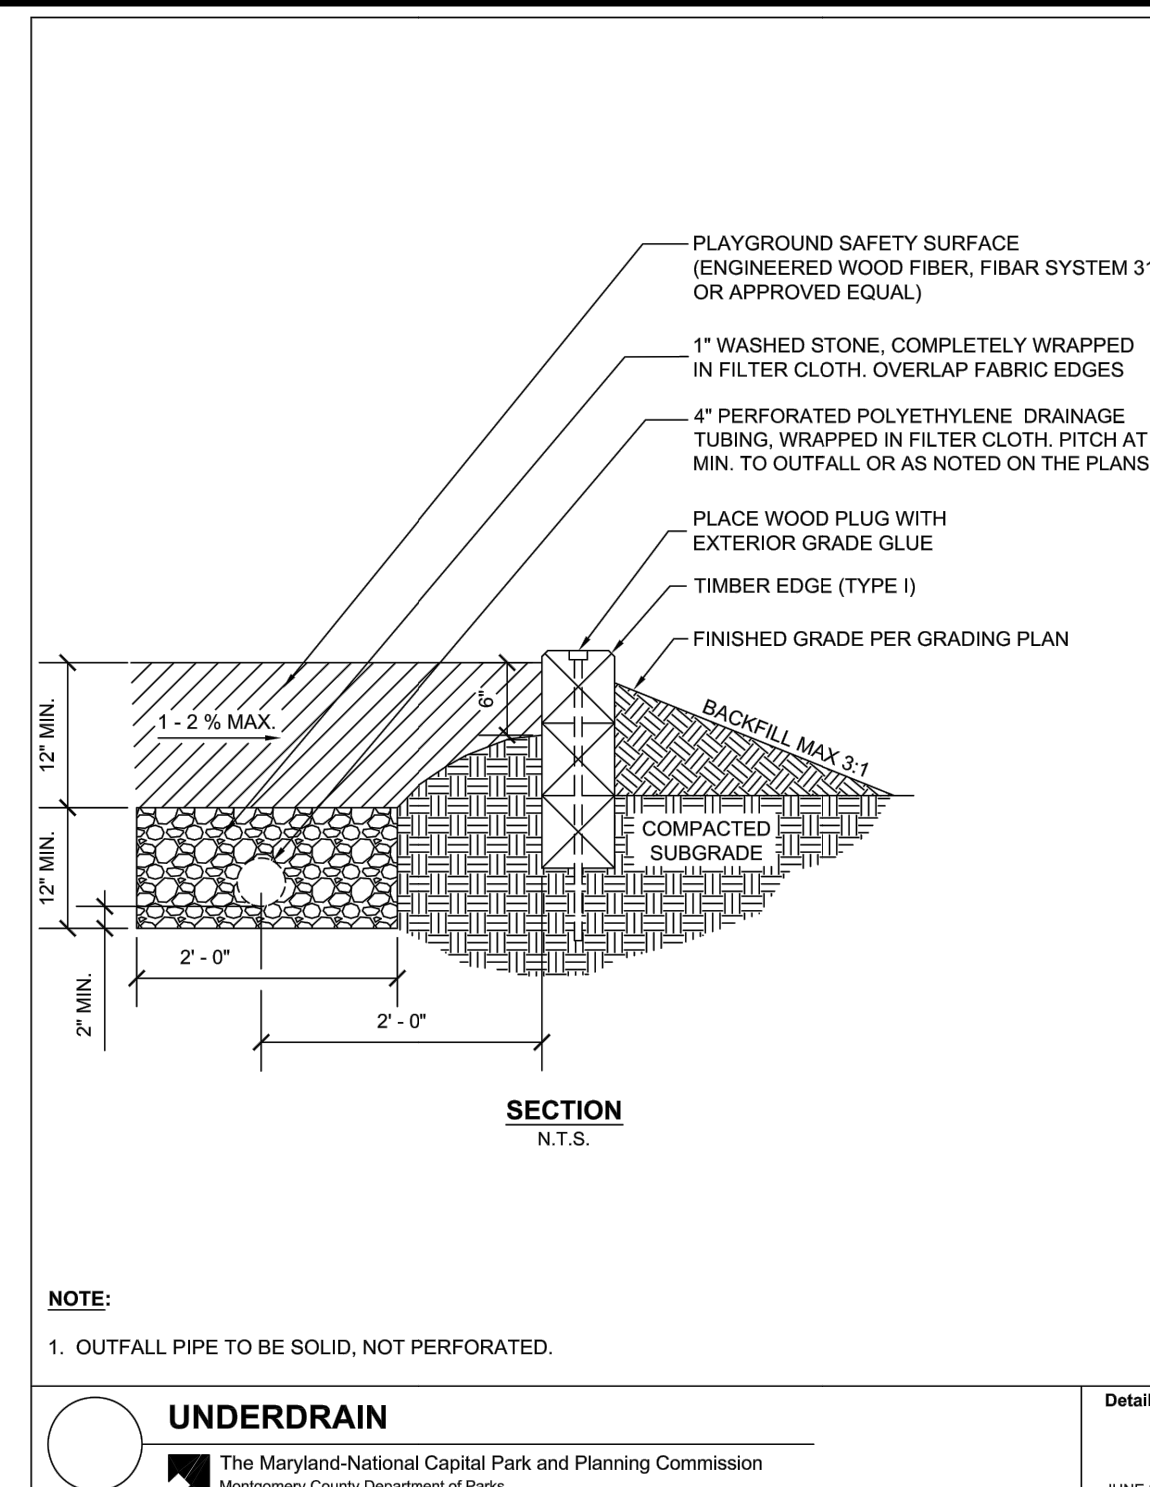 PLAYGROUND SAFETY SURFACE
(ENGINEERED WOOD FIBER, FIBAR SYSTEM
OR APPROVED EQUAL)
1" WASHED STONE, COMPLETELY WRAPPED
IN FILTER CLOTH. OVERLAP FABRIC EDGES
4" PERFORATED POLYETHYLENE DRAINAGE
TUBING, WRAPPED IN FILTER CLOTH. PITCH AT
MIN. TO OUTFALL OR AS NOTED ON THE PLANS
PLACE WOOD PLUG WITH
EXTERIOR GRADE GLUE
TIMBER EDGE (TYPE I)
FINISHED GRADE PER GRADING PLAN
12" MIN.
1 - 2 % MAX.
6"
BACKFILL MAX 3:1
12" MIN.
COMPACTED
SUBGRADE
2' - 0"
2" MIN.
2' - 0"
SECTION
N.T.S.
NOTE:
1. OUTFALL PIPE TO BE SOLID, NOT PERFORATED.
UNDERDRAIN
Detail
The Maryland-National Capital Park and Planning Commission
Montgomery County Department of Parks
JUNE